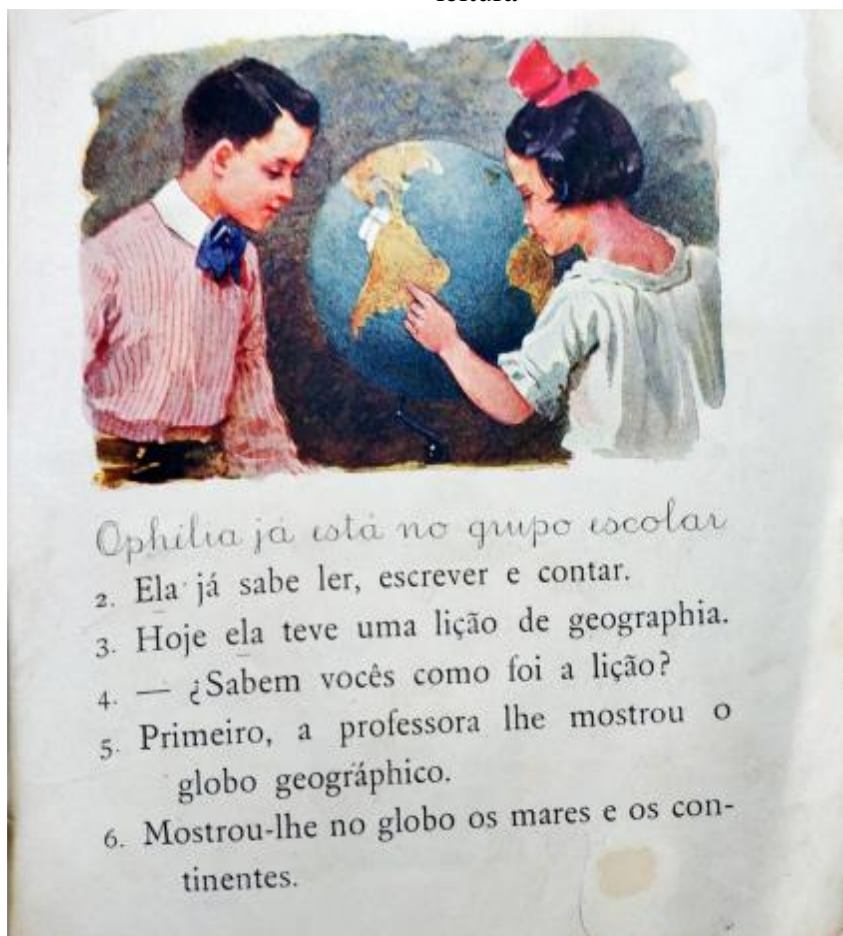 leitura
Ophélia já está no grupo escolar
2. Ela já sabe ler, escrever e contar.
3. Hoje ela teve uma lição de geographia.
4. — ¿Sabem vocês como foi a lição?
5. Primeiro, a professora lhe mostrou o
globo geográphico.
6. Mostrou-lhe no globo os mares e os con-
tinentes.